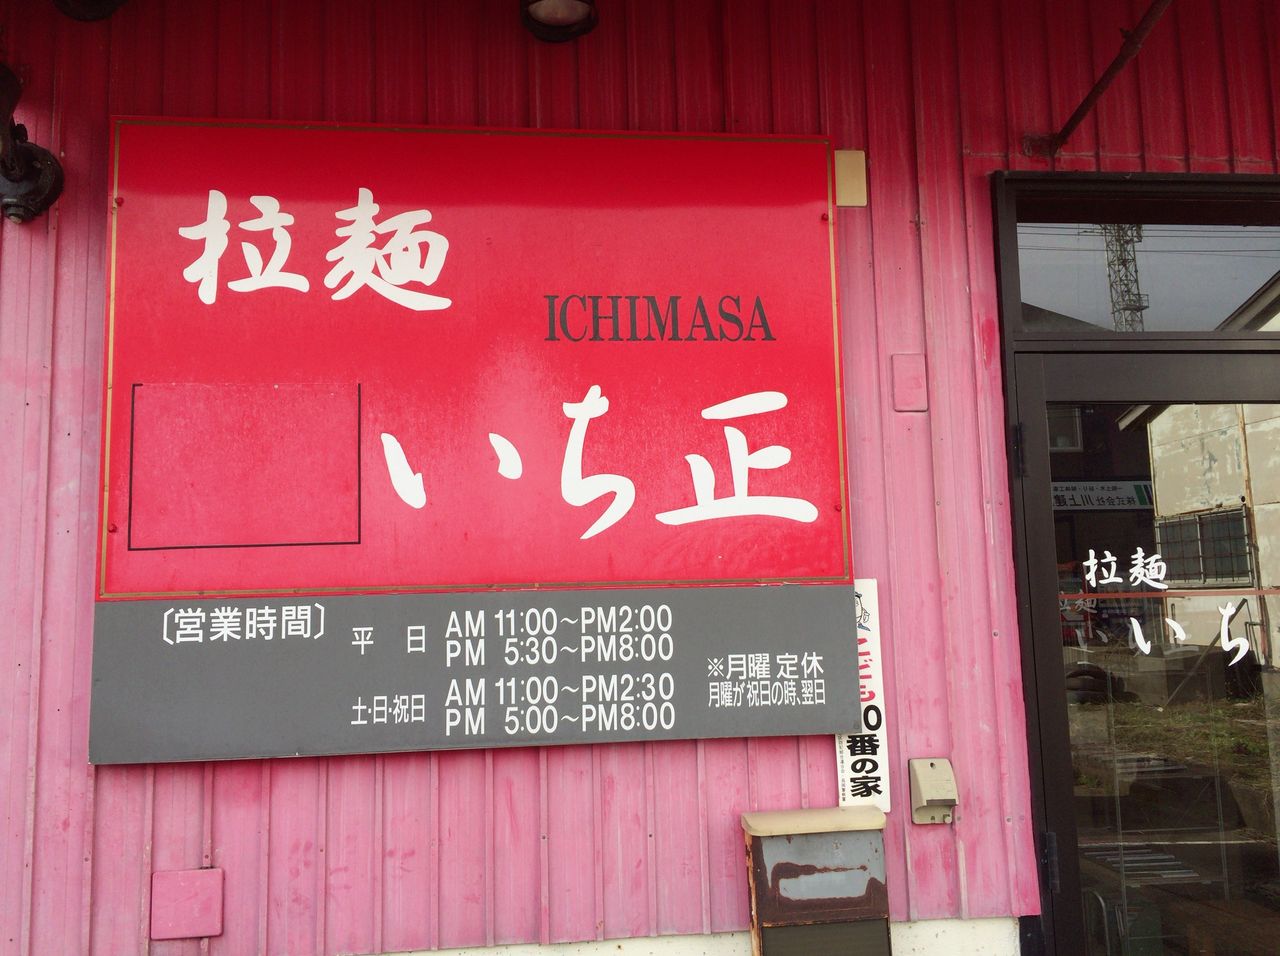 拉麺
ICHIMASA
いち正
〔営業時間〕
平 日 AM 11:00～PM2:00
PM 5:30～PM8:00
土・日・祝日 AM 11:00～PM2:30
PM 5:00～PM8:00
※月曜 定休
月曜が祝日の時、翌日
こども
0番の家
拉麺
いち